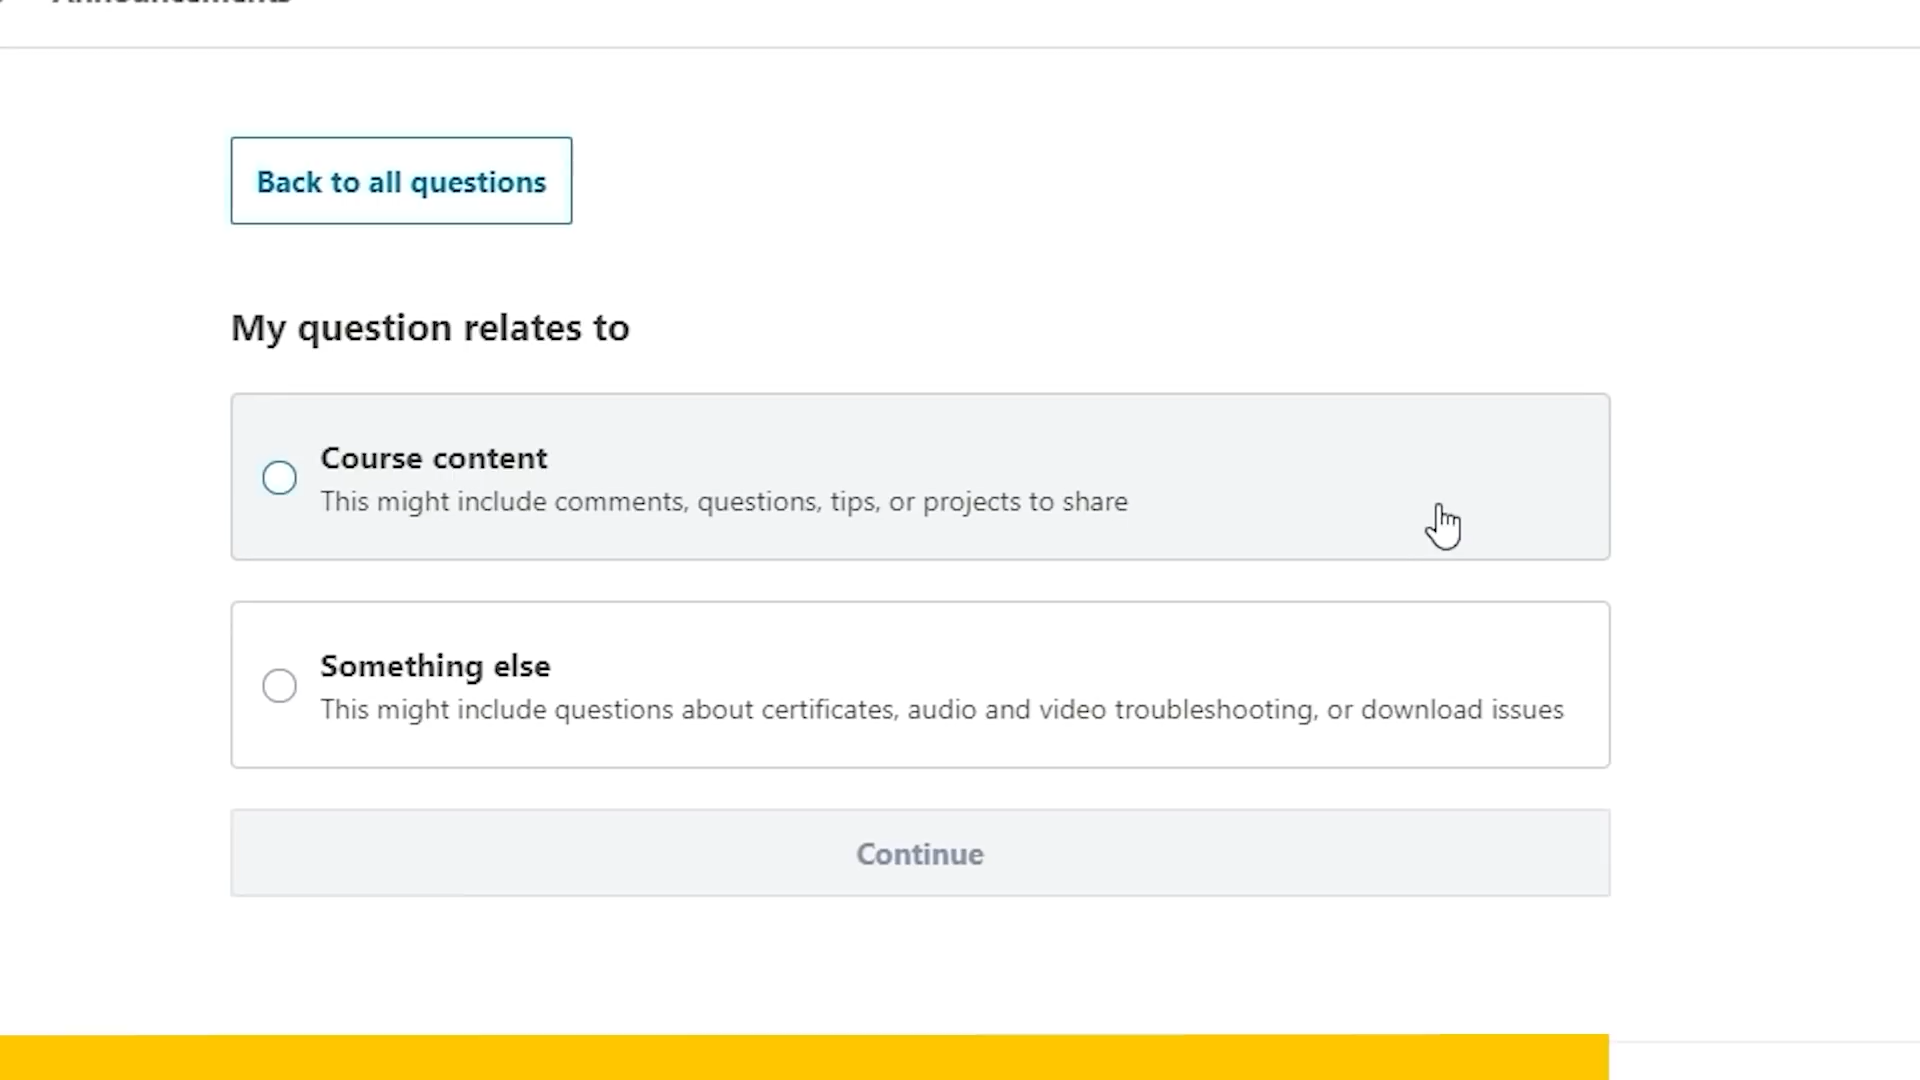 Announcements
Back to all questions
My question relates to
Course content
This might include comments, questions, tips, or projects to share
Something else
This might include questions about certificates, audio and video troubleshooting, or download issues
Continue